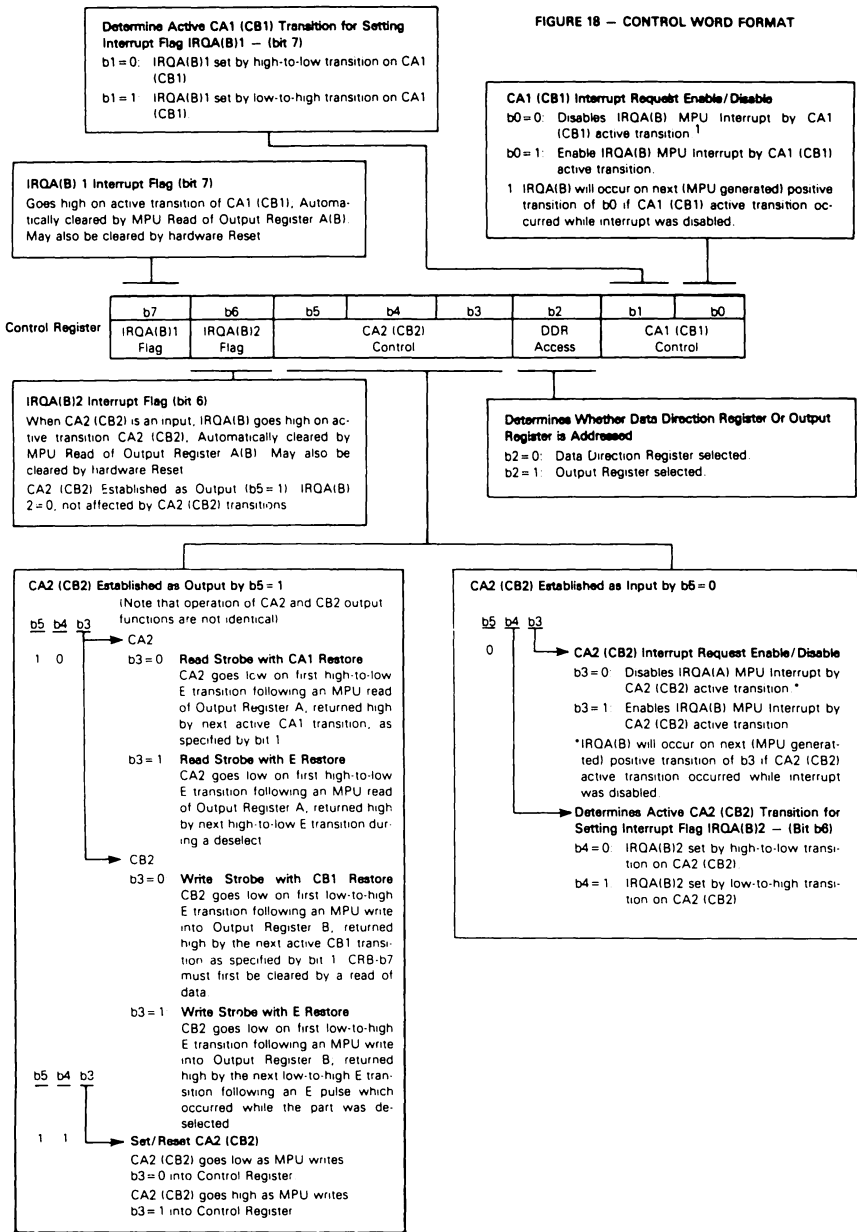 FIGURE 18 — CONTROL WORD FORMAT
Determine Active CA1 (CB1) Transition for Setting
Interrupt Flag IRQA(B)1 — (bit 7)
b1 = 0: IRQA(B)1 set by high-to-low transition on CA1
(CB1)
b1 = 1: IRQA(B)1 set by low-to-high transition on CA1
(CB1).
CA1 (CB1) Interrupt Request Enable/Disable
b0 = 0: Disables IRQA(B) MPU Interrupt by CA1
(CB1) active transition 1
b0 = 1: Enable IRQA(B) MPU Interrupt by CA1 (CB1)
active transition.
1 IRQA(B) will occur on next (MPU generated) positive
transition of b0 if CA1 (CB1) active transition oc-
curred while interrupt was disabled.
IRQA(B) 1 Interrupt Flag (bit 7)
Goes high on active transition of CA1 (CB1), Automa-
tically cleared by MPU Read of Output Register A(B)
May also be cleared by hardware Reset
b7 b6 b5 b4 b3 b2 b1 b0
Control Register
IRQA(B)1 IRQA(B)2 CA2 (CB2) DDR CA1 (CB1)
Flag Flag Control Access Control
IRQA(B)2 Interrupt Flag (bit 6)
When CA2 (CB2) is an input, IRQA(B) goes high on ac-
tive transition CA2 (CB2), Automatically cleared by
MPU Read of Output Register A(B) May also be
cleared by hardware Reset
CA2 (CB2) Established as Output (b5 = 1) IRQA(B)
2 = 0, not affected by CA2 (CB2) transitions
Determines Whether Data Direction Register Or Output
Register is Addressed
b2 = 0: Data Direction Register selected.
b2 = 1: Output Register selected.
CA2 (CB2) Established as Output by b5 = 1
(Note that operation of CA2 and CB2 output
functions are not identical)
b5 b4 b3
CA2
1 0
b3 = 0 Read Strobe with CA1 Restore
CA2 goes low on first high-to-low
E transition following an MPU read
of Output Register A, returned high
by next active CA1 transition, as
specified by bit 1
b3 = 1 Read Strobe with E Restore
CA2 goes low on first high-to-low
E transition following an MPU read
of Output Register A, returned high
by next high-to-low E transition dur-
ing a deselect
CB2
b3 = 0 Write Strobe with CB1 Restore
CB2 goes low on first low-to-high
E transition following an MPU write
into Output Register B, returned
high by the next active CB1 transi-
tion as specified by bit 1 CRB-b7
must first be cleared by a read of
data
b3 = 1 Write Strobe with E Restore
CB2 goes low on first low-to-high
E transition following an MPU write
into Output Register B, returned
high by the next low-to-high E tran-
sition following an E pulse which
occurred while the part was de-
selected
b5 b4 b3
1 1
Set/Reset CA2 (CB2)
CA2 (CB2) goes low as MPU writes
b3 = 0 into Control Register
CA2 (CB2) goes high as MPU writes
b3 = 1 into Control Register
CA2 (CB2) Established as Input by b5 = 0
b5 b4 b3
0
CA2 (CB2) Interrupt Request Enable/Disable
b3 = 0: Disables IRQA(A) MPU Interrupt by
CA2 (CB2) active transition *
b3 = 1: Enables IRQA(B) MPU Interrupt by
CA2 (CB2) active transition
*IRQA(B) will occur on next (MPU genera-
ted) positive transition of b3 if CA2 (CB2)
active transition occurred while interrupt
was disabled
Determines Active CA2 (CB2) Transition for
Setting Interrupt Flag IRQA(B)2 — (Bit b6)
b4 = 0: IRQA(B)2 set by high-to-low transi-
tion on CA2 (CB2)
b4 = 1 IRQA(B)2 set by low-to-high transi-
tion on CA2 (CB2)